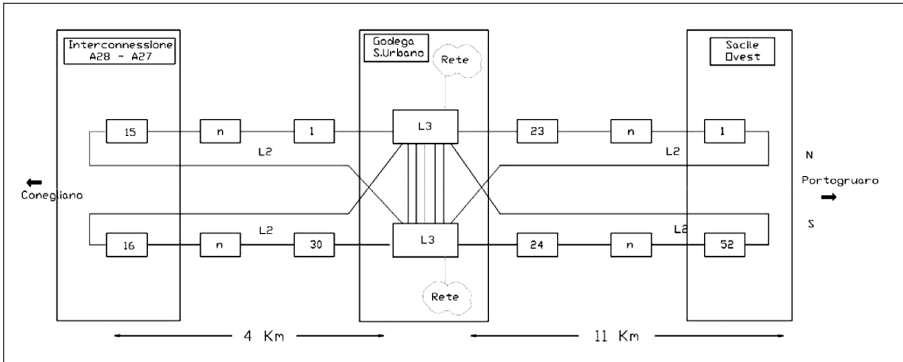 Interconnessione
A28 - A27
Godega
S.Urbano
Sacile
Ovest
Rete
15
n
1
L3
23
n
1
L2
L2
N
Conegliano
Portogruaro
L2
L2
S
16
n
30
L3
24
n
52
Rete
4 Km
11 Km